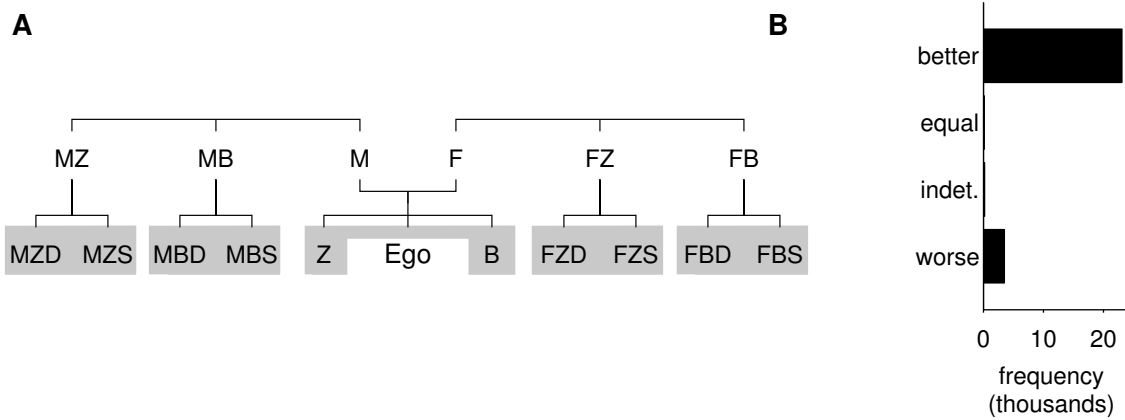 A
MZ MB M F FZ FB
MZD MZS MBD MBS Z Ego B FZD FZS FBD FBS
B
better
equal
indet.
worse
0 10 20
frequency
(thousands)